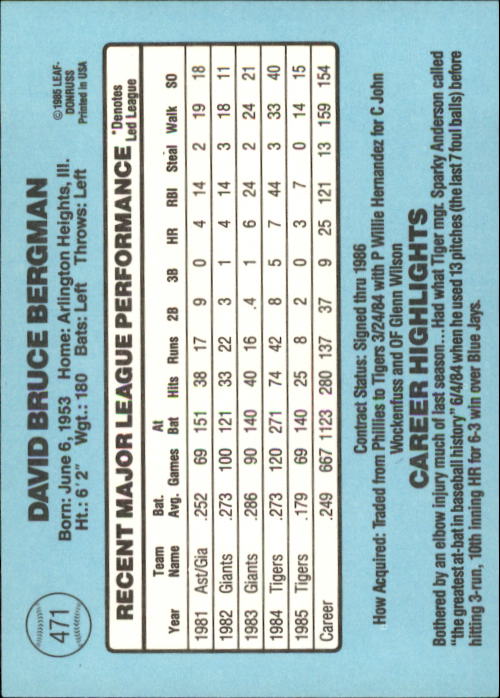 471
DAVID BRUCE BERGMAN
Born: June 6, 1953 Home: Arlington Heights, Ill.
Ht.: 6'2" Wgt.: 180 Bats: Left Throws: Left
©1985 LEAF-
DONRUSS
Printed in USA
RECENT MAJOR LEAGUE PERFORMANCE
*Denotes
Led League
Year Team Name Bat. Avg. Games At Bat Hits Runs 2B 3B HR RBI Steal Walk SO
1981 Ast/Gia .252 69 151 38 17 9 0 4 14 2 19 18
1982 Giants .273 100 121 33 22 3 1 4 14 3 18 11
1983 Giants .286 90 140 40 16 .4 1 6 24 2 24 21
1984 Tigers .273 120 271 74 42 8 5 7 44 3 33 40
1985 Tigers .179 69 140 25 8 2 0 3 7 0 14 15
Career .249 667 1123 280 137 37 9 25 121 13 159 154
Contract Status: Signed thru 1986
How Acquired: Traded from Phillies to Tigers 3/24/84 with P Willie Hernandez for C John
Wockenfuss and OF Glenn Wilson
CAREER HIGHLIGHTS
Bothered by an elbow injury much of last season...Had what Tiger mgr. Sparky Anderson called
"the greatest at-bat in baseball history" 6/4/84 when he used 13 pitches (the last 7 foul balls) before
hitting 3-run, 10th Inning HR for 6-3 win over Blue Jays.